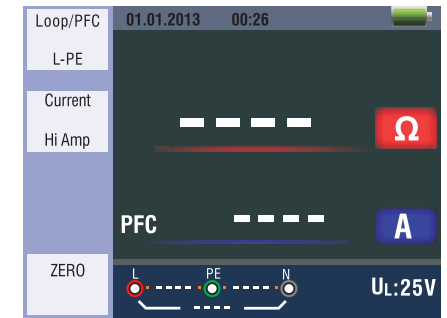 Loop/PFC
L-PE
Current
Hi Amp
ZERO
01.01.2013 00:26
---- Ω
PFC ---- A
L ---- PE ---- N
----
UL:25V